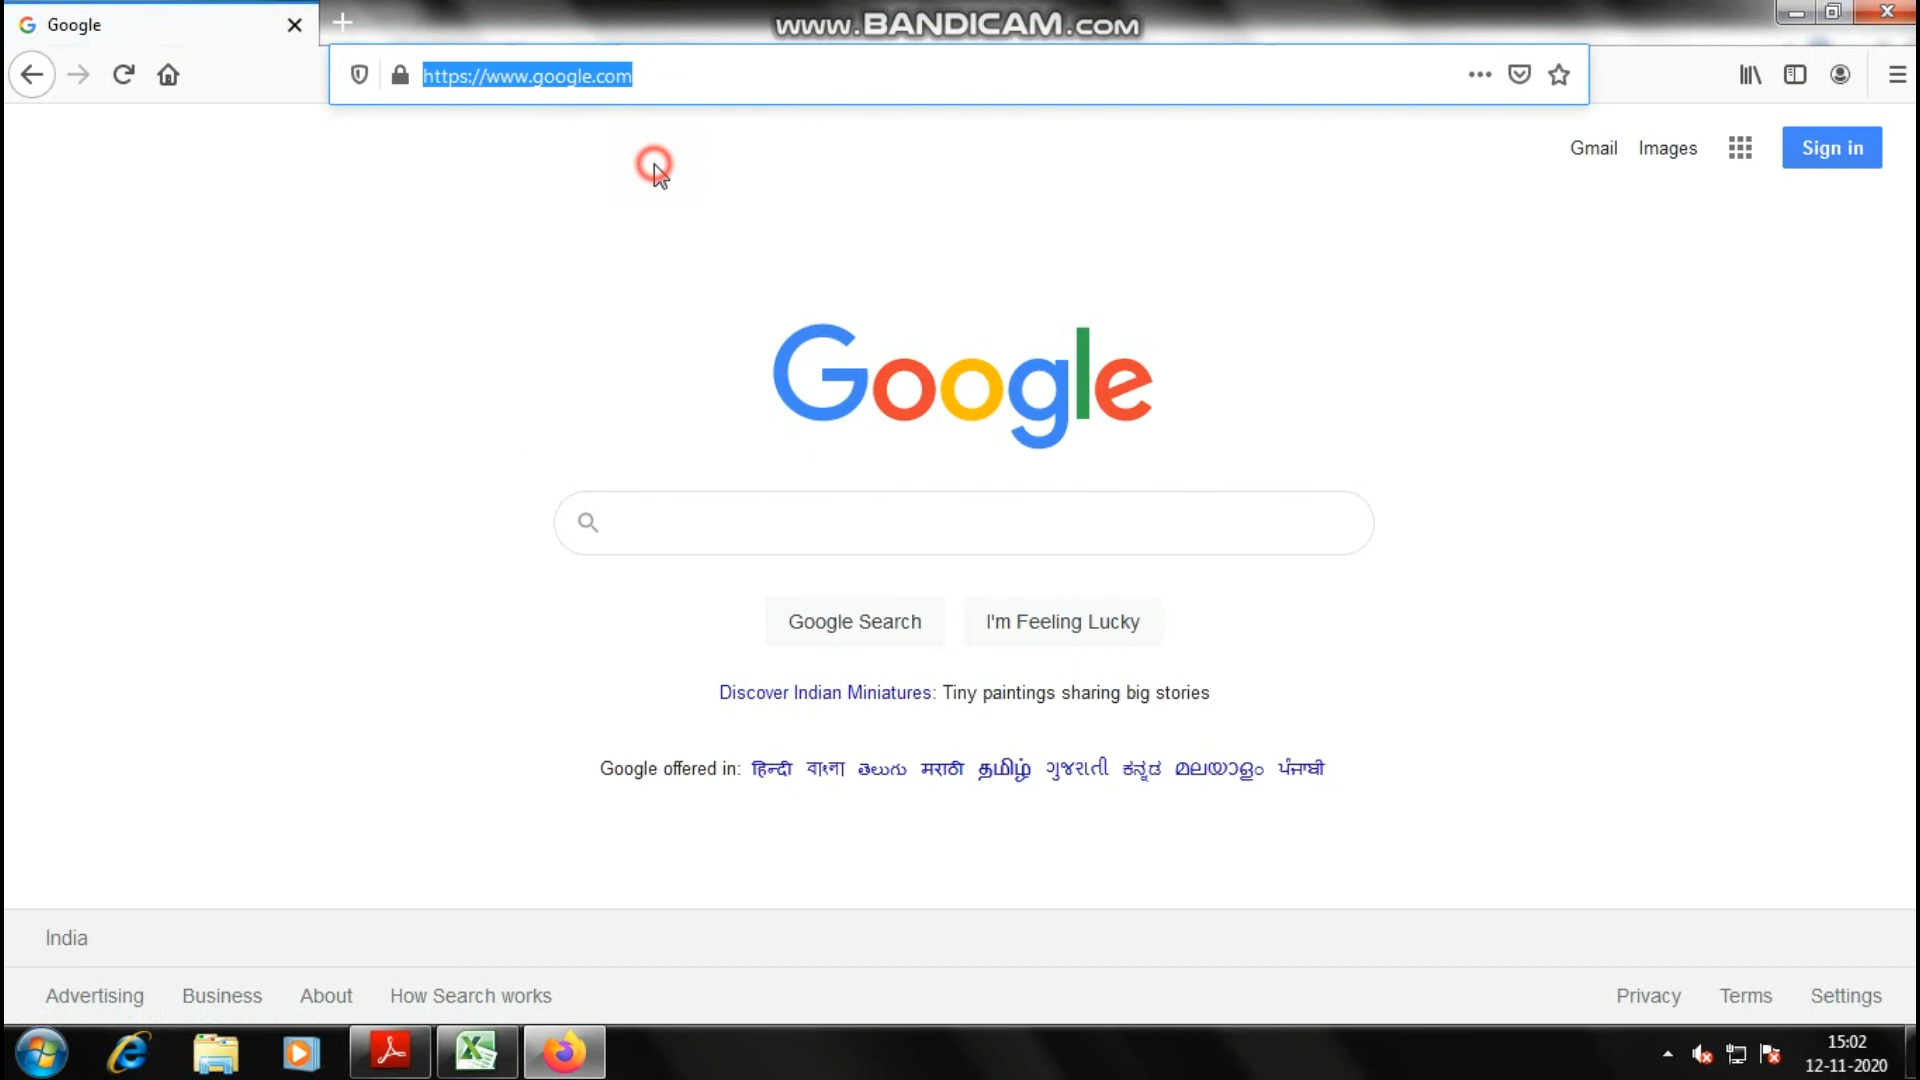 Google
www.BANDICAM.com
https://www.google.com
Gmail Images Sign in
Google
Google Search I'm Feeling Lucky
Discover Indian Miniatures: Tiny paintings sharing big stories
Google offered in: हिन्दी বাংলা తెలుగు मराठी தமிழ் ગુજરાતી ಕನ್ನಡ മലയാളം ਪੰਜਾਬੀ
India
Advertising Business About How Search works Privacy Terms Settings
15:02
12-11-2020